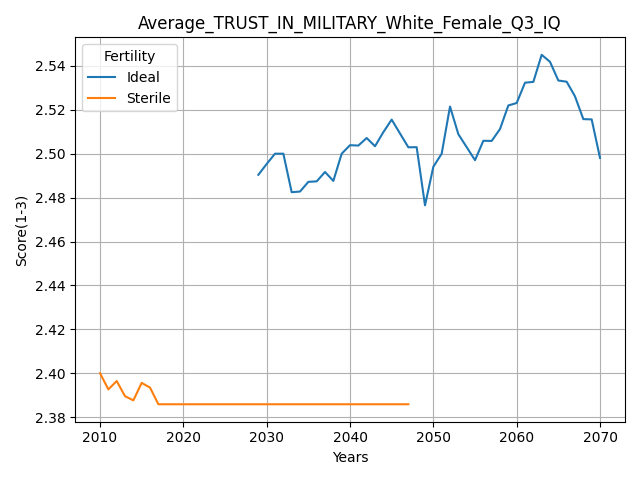 Average_TRUST_IN_MILITARY_White_Female_Q3_IQ
Fertility
Ideal
Sterile
Score(1-3)
2.54
2.52
2.50
2.48
2.46
2.44
2.42
2.40
2.38
2010 2020 2030 2040 2050 2060 2070
Years